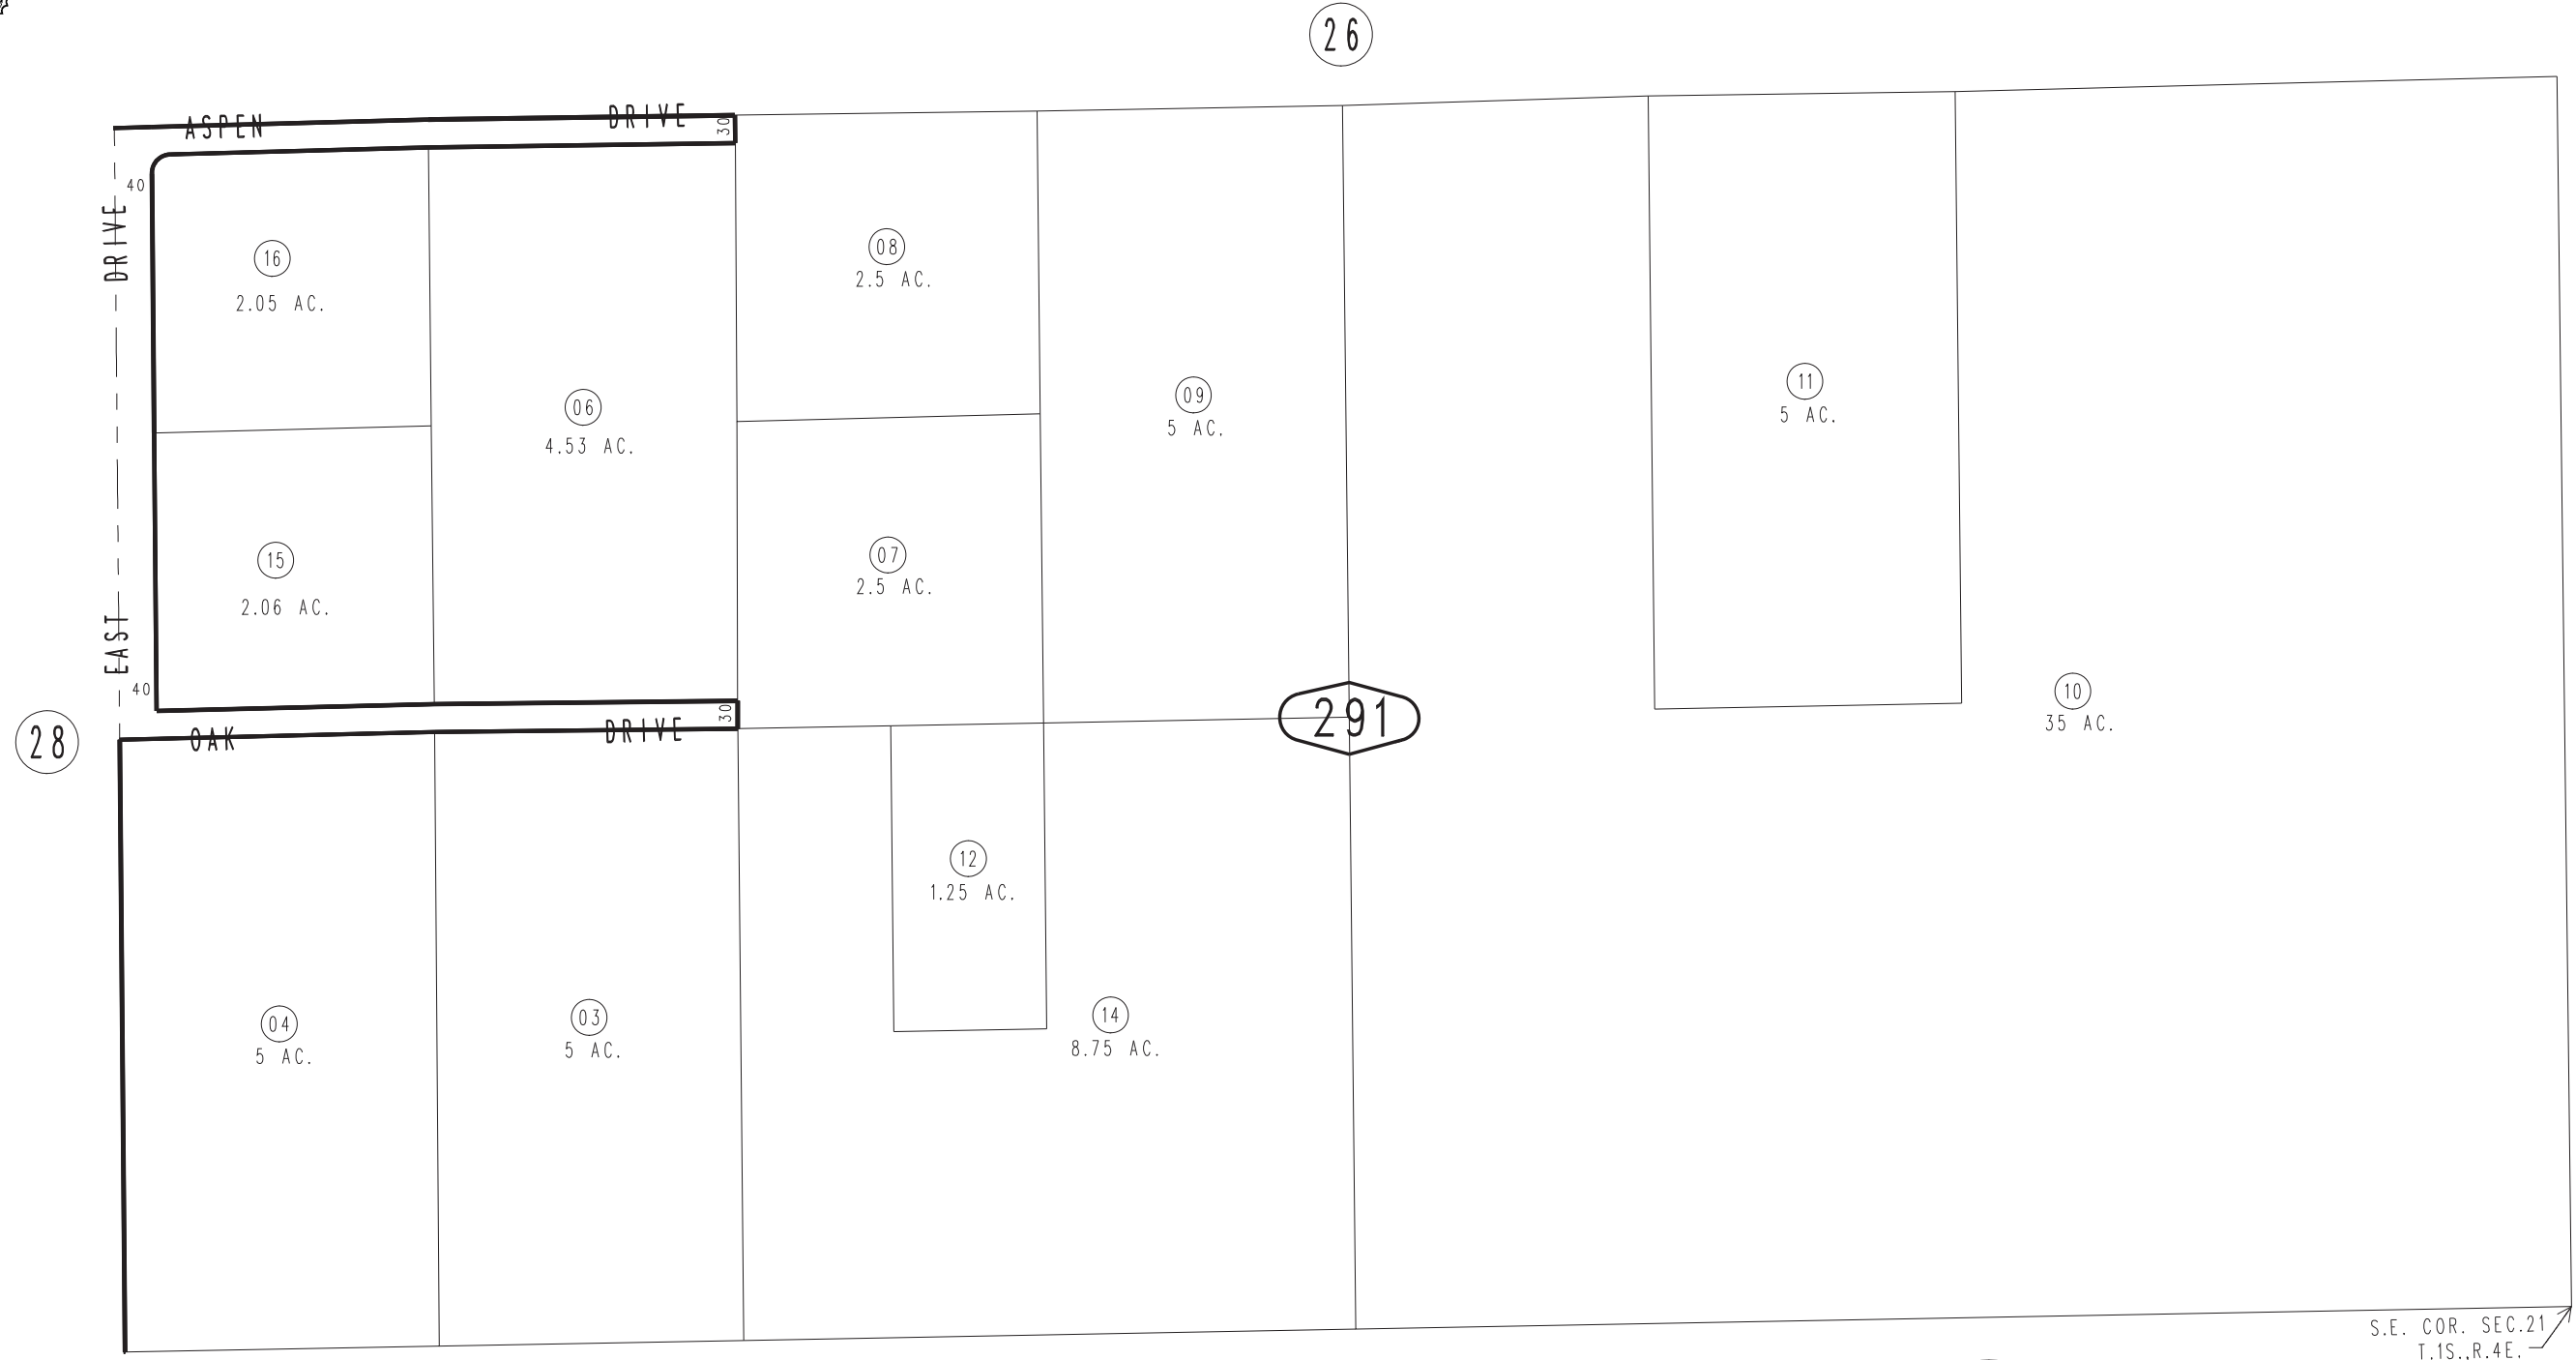 26
ASPEN DRIVE
30
40
EAST DRIVE
16
2.05 AC.
08
2.5 AC.
06
4.53 AC.
09
5 AC.
11
5 AC.
15
2.06 AC.
07
2.5 AC.
40
30
OAK DRIVE
28
291
10
35 AC.
12
1.25 AC.
04
5 AC.
03
5 AC.
14
8.75 AC.
S.E. COR. SEC.21
T.1S.,R.4E.